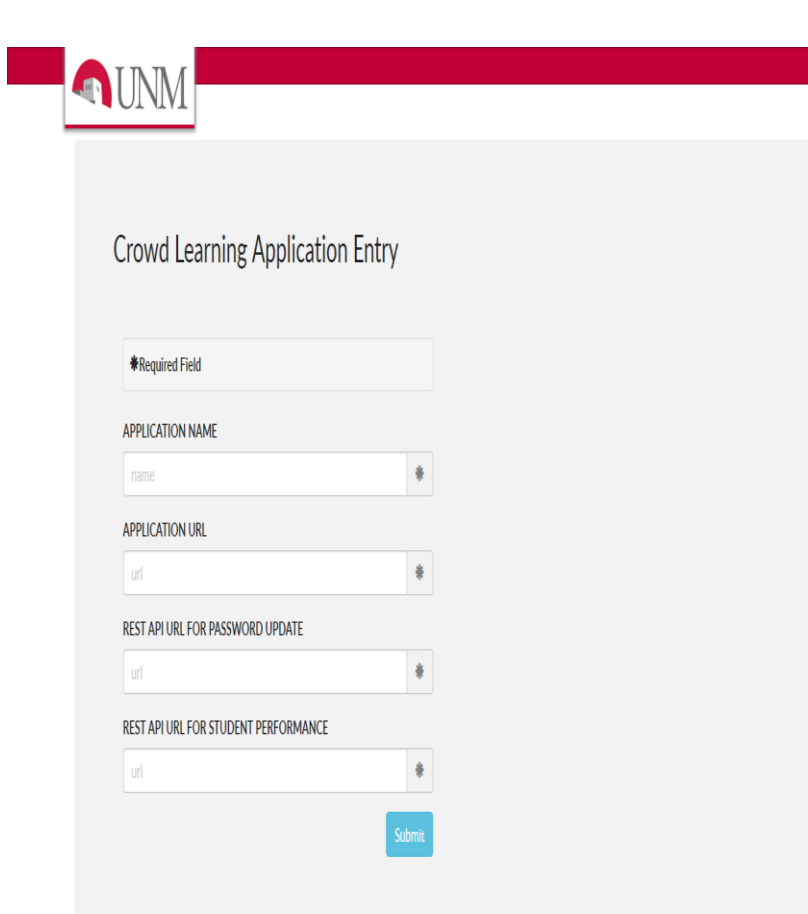 UNM
Crowd Learning Application Entry
✱Required Field
APPLICATION NAME
name
APPLICATION URL
url
REST API URL FOR PASSWORD UPDATE
url
REST API URL FOR STUDENT PERFORMANCE
url
Submit